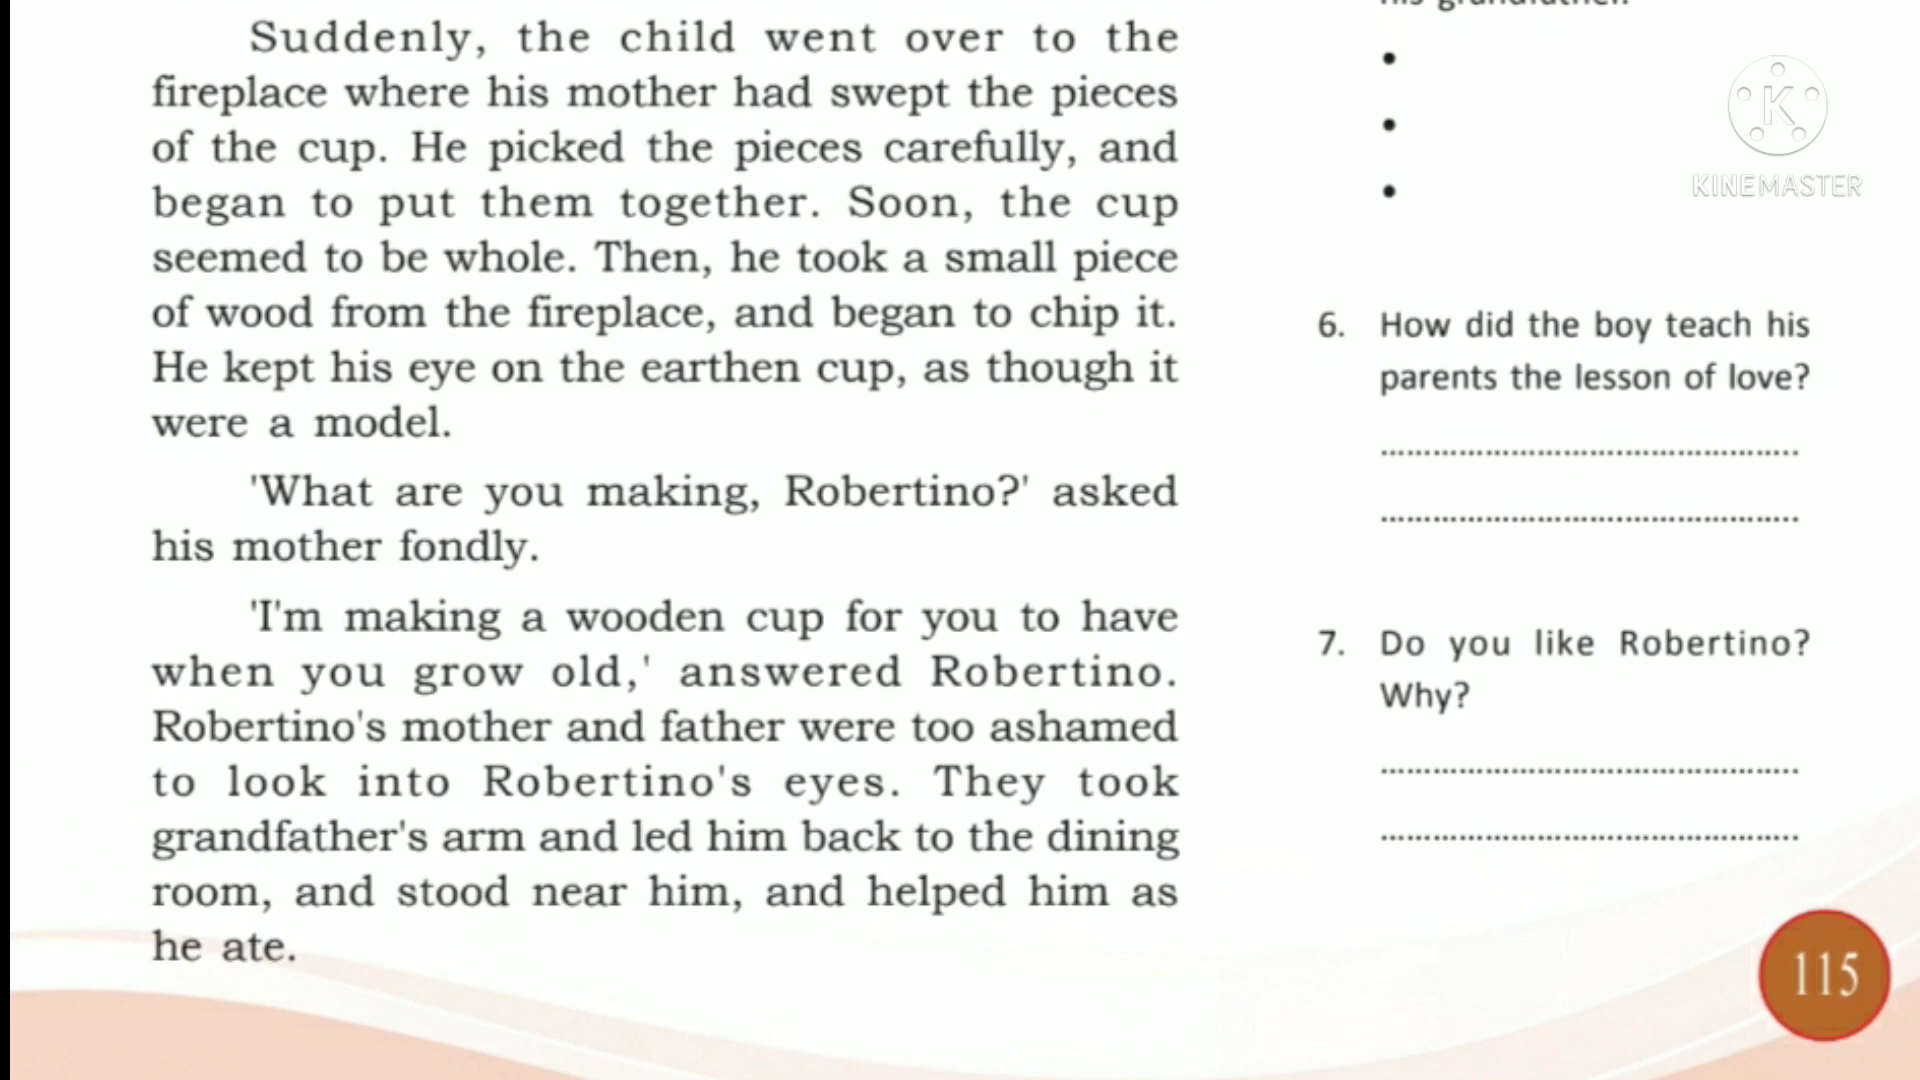 Suddenly, the child went over to the
fireplace where his mother had swept the pieces
of the cup. He picked the pieces carefully, and
began to put them together. Soon, the cup
seemed to be whole. Then, he took a small piece
of wood from the fireplace, and began to chip it.
He kept his eye on the earthen cup, as though it
were a model.
'What are you making, Robertino?' asked
his mother fondly.
'I'm making a wooden cup for you to have
when you grow old,' answered Robertino.
Robertino's mother and father were too ashamed
to look into Robertino's eyes. They took
grandfather's arm and led him back to the dining
room, and stood near him, and helped him as
he ate.
his grandfather.
•
•
•
6. How did the boy teach his
parents the lesson of love?
................................................
................................................
7. Do you like Robertino?
Why?
................................................
................................................
K
KINEMASTER
115